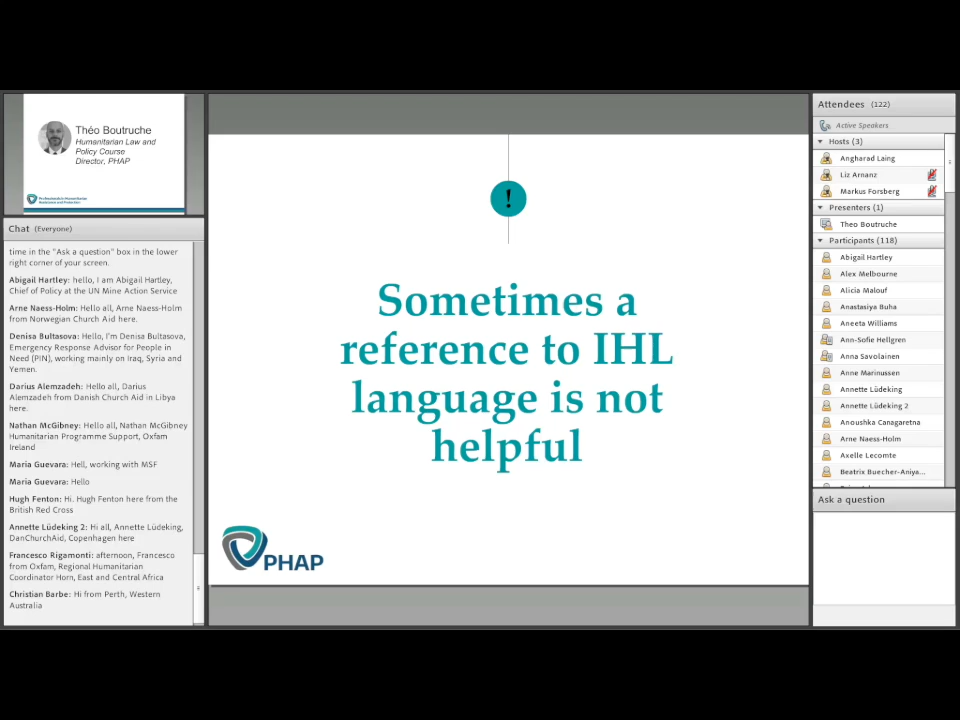 Théo Boutruche
Humanitarian Law and
Policy Course
Director, PHAP
Chat (Everyone)
time in the "Ask a question" box in the lower
right corner of your screen.
Abigail Hartley: hello, I am Abigail Hartley,
Chief of Policy at the UN Mine Action Service
Arne Naess-Holm: Hello all, Arne Naess-Holm
from Norwegian Church Aid here.
Denisa Bultasova: Hello, I'm Denisa Bultasova,
Emergency Response Advisor for People in
Need (PIN), working mainly on Iraq, Syria and
Yemen.
Darius Alemzadeh: Hello all, Darius
Alemzadeh from Danish Church Aid in Libya
here.
Nathan McGibney: Hello all, Nathan McGibney
Humanitarian Programme Support, Oxfam
Ireland
Maria Guevara: Hell, working with MSF
Maria Guevara: Hello
Hugh Fenton: Hi. Hugh Fenton here from the
British Red Cross
Annette Lüdeking 2: Hi all, Annette Lüdeking,
DanChurchAid, Copenhagen here
Francesco Rigamonti: afternoon, Francesco
from Oxfam, Regional Humanitarian
Coordinator Horn, East and Central Africa
Christian Barbe: Hi from Perth, Western
Australia
!
Sometimes a
reference to IHL
language is not
helpful
PHAP
Attendees (122)
Active Speakers
Hosts (3)
Angharad Laing
Liz Arnanz
Markus Forsberg
Presenters (1)
Theo Boutruche
Participants (118)
Abigail Hartley
Alex Melbourne
Alicia Malouf
Anastasiya Buha
Aneeta Williams
Ann-Sofie Hellgren
Anna Savolainen
Anne Marinussen
Annette Lüdeking
Annette Lüdeking 2
Anoushka Canagaretna
Arne Naess-Holm
Axelle Lecomte
Beatrix Buecher-Aniya...
Ask a question